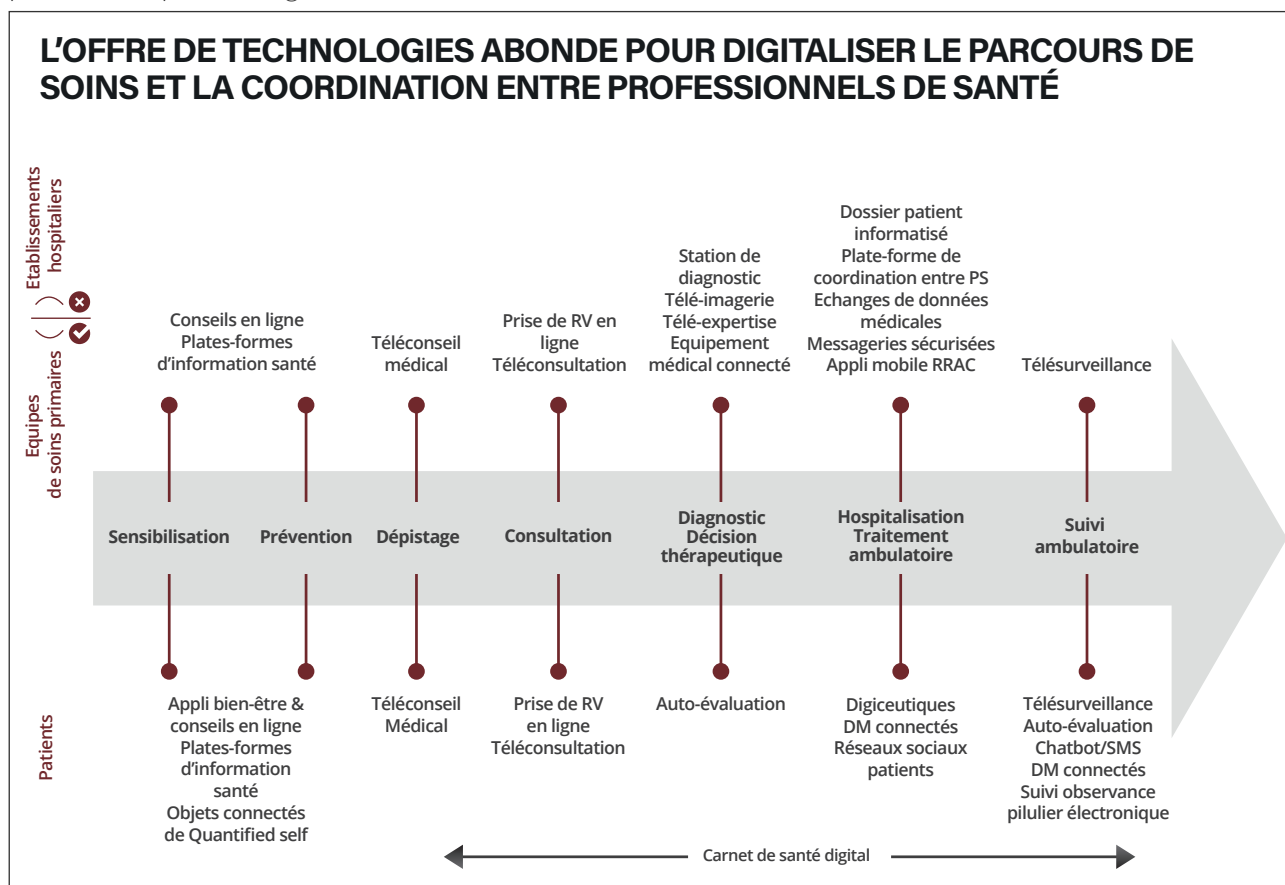 L'OFFRE DE TECHNOLOGIES ABONDE POUR DIGITALISER LE PARCOURS DE
SOINS ET LA COORDINATION ENTRE PROFESSIONNELS DE SANTÉ
Etablissements
hospitaliers
Equipes
de soins primaires
Conseils en ligne
Plates-formes
d'information santé
Téléconseil
médical
Prise de RV en
ligne
Téléconsultation
Station de
diagnostic
Télé-imagerie
Télé-expertise
Equipement
médical connecté
Dossier patient
informatisé
Plate-forme de
coordination entre PS
Echanges de données
médicales
Messageries sécurisées
Appli mobile RRAC
Télésurveillance
Sensibilisation
Prévention
Dépistage
Consultation
Diagnostic
Décision
thérapeutique
Hospitalisation
Traitement
ambulatoire
Suivi
ambulatoire
Patients
Appli bien-être &
conseils en ligne
Plates-formes
d'information
santé
Objets connectés
de Quantified self
Téléconseil
Médical
Prise de RV
en ligne
Téléconsultation
Auto-évaluation
Digiceutiques
DM connectés
Réseaux sociaux
patients
Télésurveillance
Auto-évaluation
Chatbot/SMS
DM connectés
Suivi observance
pilulier électronique
Carnet de santé digital